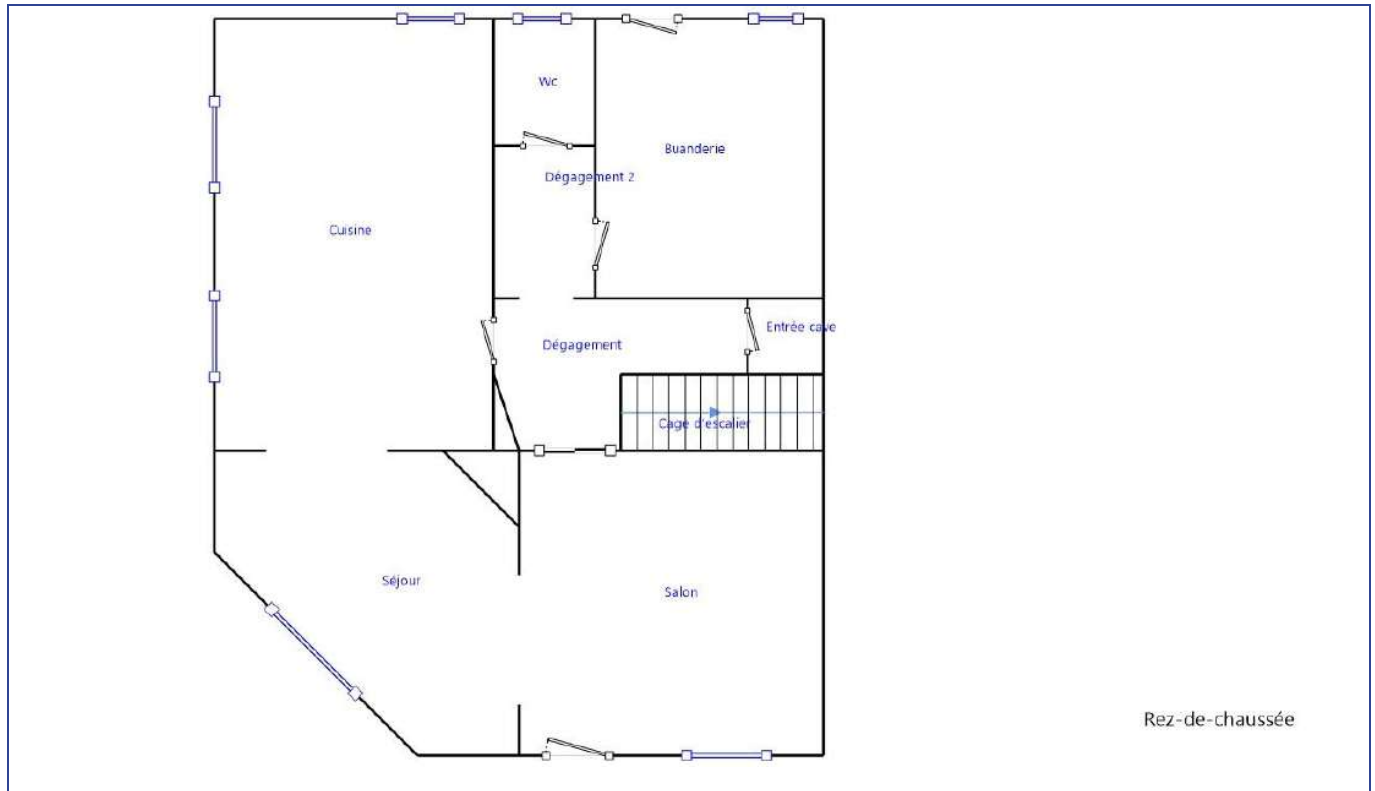 Wc
Buanderie
Dégagement 2
Cuisine
Entrée cave
Dégagement
Cage d'escalier
Séjour
Salon
Rez-de-chaussée